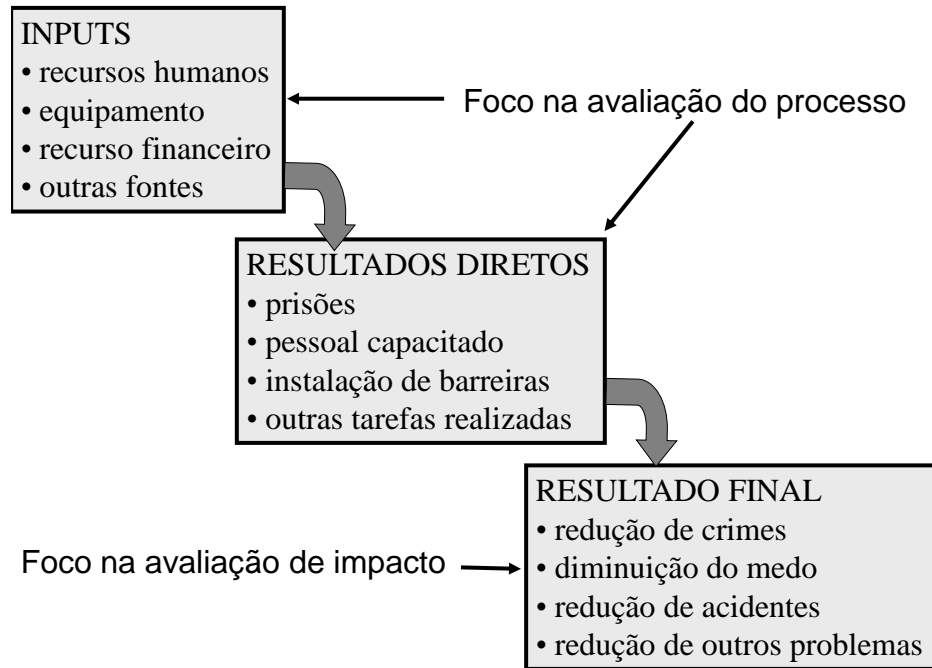 INPUTS
• recursos humanos
• equipamento
• recurso financeiro
• outras fontes
Foco na avaliação do processo
RESULTADOS DIRETOS
• prisões
• pessoal capacitado
• instalação de barreiras
• outras tarefas realizadas
RESULTADO FINAL
• redução de crimes
• diminuição do medo
• redução de acidentes
• redução de outros problemas
Foco na avaliação de impacto